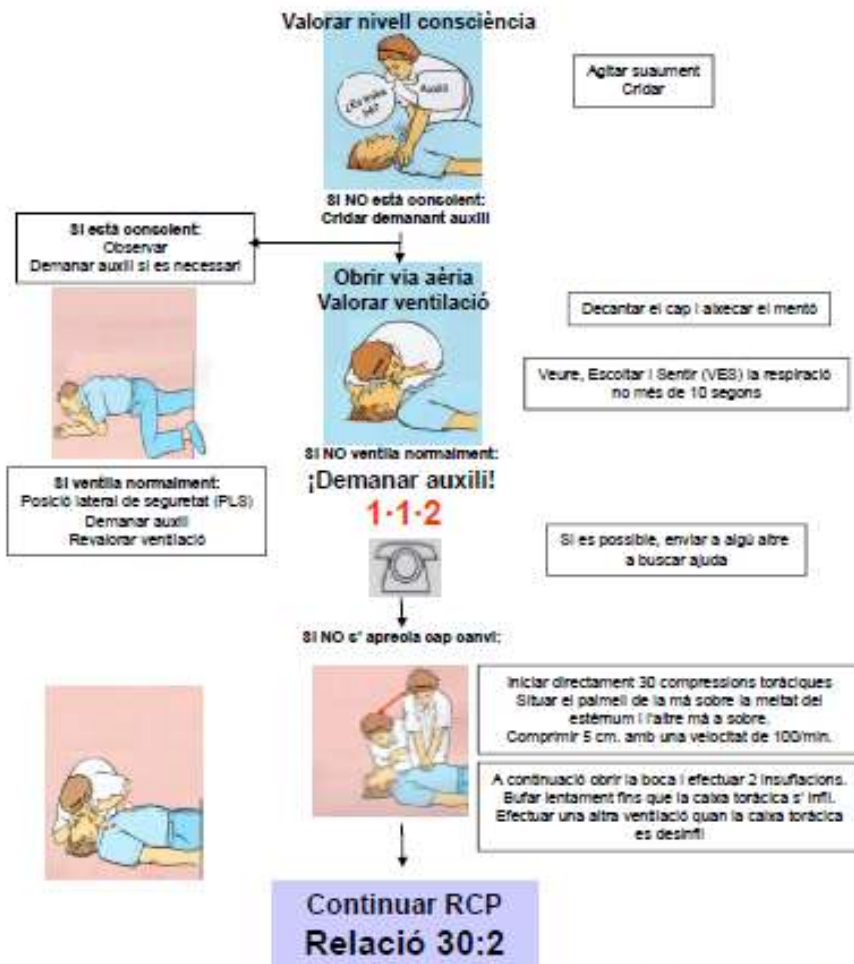 Valorar nivell consciència
Auxili
Agitar suaument
Cridar
Si NO està conscient:
Cridar demanant auxili
Si està conscient:
Observar
Demanar auxili si es necessari
Obrir via aèria
Valorar ventilació
Decantar el cap i aixecar el mentó
Veure, Escoltar i Sentir (VES) la respiració
no més de 10 segons
Si NO ventila normalment:
¡Demanar auxili!
1·1·2
Si ventila normalment:
Posició lateral de seguretat (PLS)
Demanar auxili
Revalorar ventilació
Si es possible, enviar a algú altre
a buscar ajuda
Si NO s' aprecia cap canvi:
Iniciar directament 30 compressions toràciques
Situar el palmell de la mà sobre la meitat del
estérnum i l'altre mà a sobre.
Comprimir 5 cm. amb una velocitat de 100/min.
A continuació obrir la boca i efectuar 2 insuflacions.
Bufar lentament fins que la caixa toràcica s' infli.
Efectuar una altra ventilació quan la caixa toràcica
es desinfli
Continuar RCP
Relació 30:2